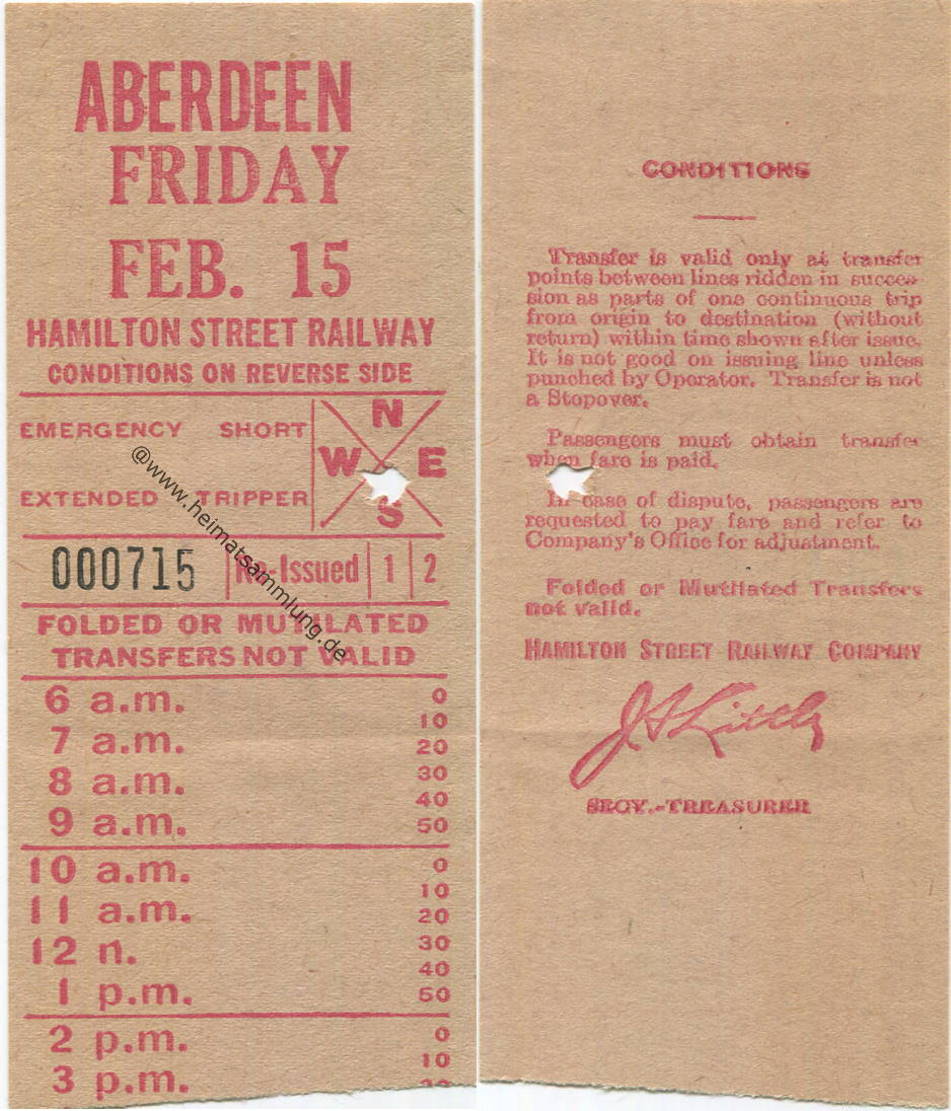 ABERDEEN
FRIDAY
FEB. 15
HAMILTON STREET RAILWAY
CONDITIONS ON REVERSE SIDE
EMERGENCY SHORT
EXTENDED TRIPPER
N
W E
S
000715 Re-Issued 1 2
FOLDED OR MUTILATED
TRANSFERS NOT VALID
6 a.m. 0
10
7 a.m. 20
8 a.m. 30
40
9 a.m. 50
10 a.m. 0
10
11 a.m. 20
12 n. 30
40
1 p.m. 50
2 p.m. 0
10
3 p.m. 20
@www.heimatsammlung.de
CONDITIONS
Transfer is valid only at transfer
points between lines ridden in succes-
sion as parts of one continuous trip
from origin to destination (without
return) within time shown after issue.
It is not good on issuing line unless
punched by Operator. Transfer is not
a Stopover.
Passengers must obtain transfer
when fare is paid.
In case of dispute, passengers are
requested to pay fare and refer to
Company's Office for adjustment.
Folded or Mutilated Transfers
not valid.
HAMILTON STREET RAILWAY COMPANY
SECY.-TREASURER